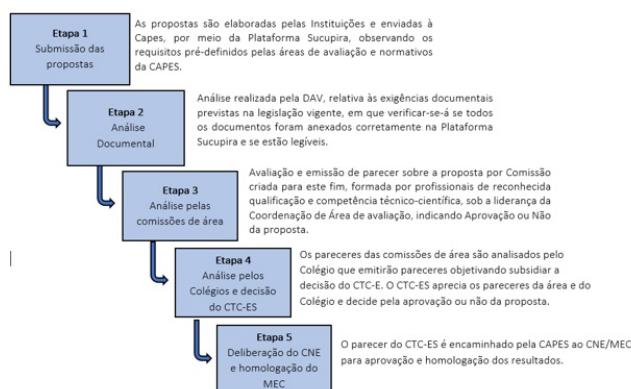 Etapa 1
Submissão das
propostas
As propostas são elaboradas pelas Instituições e enviadas à
Capes, por meio da Plataforma Sucupira, observando os
requisitos pré-definidos pelas áreas de avaliação e normativos
da CAPES.
Etapa 2
Análise
Documental
Análise realizada pela DAV, relativa às exigências documentais
previstas na legislação vigente, em que verificar-se-á se todos
os documentos foram anexados corretamente na Plataforma
Sucupira e se estão legíveis.
Etapa 3
Análise pelas
comissões de área
Avaliação e emissão de parecer sobre a proposta por Comissão
criada para este fim, formada por profissionais de reconhecida
qualificação e competência técnico-científica, sob a liderança da
Coordenação de Área de avaliação, indicando Aprovação ou Não
da proposta.
Etapa 4
Análise pelos
Colégios e decisão
do CTC-ES
Os pareceres das comissões de área são analisados pelo
Colégio que emitirão pareceres objetivando subsidiar a
decisão do CTC-E. O CTC-ES aprecia os pareceres da área e do
Colégio e decide pela aprovação ou não da proposta.
Etapa 5
Deliberação do CNE
e homologação do
MEC
O parecer do CTC-ES é encaminhado pela CAPES ao CNE/MEC
para aprovação e homologação dos resultados.